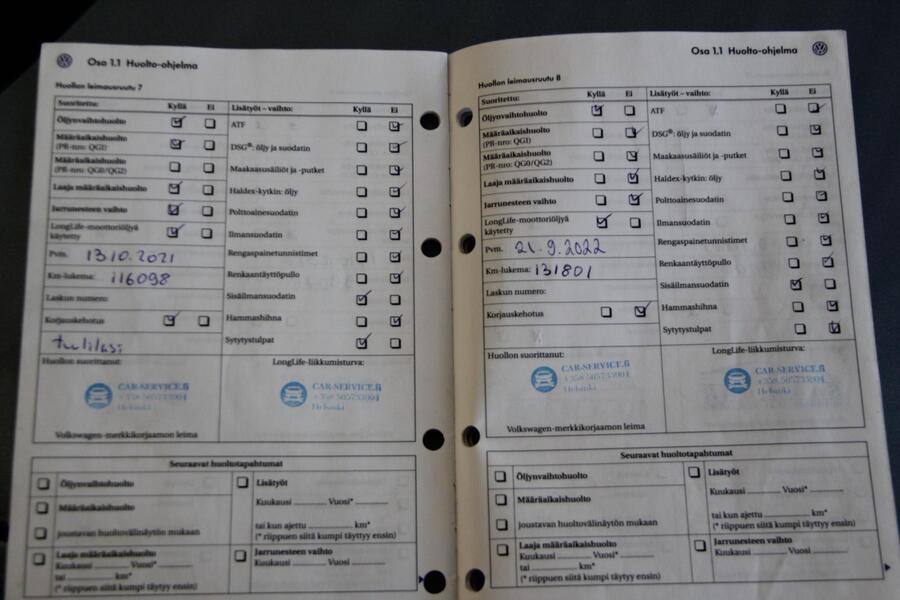 Osa 1.1 Huolto-ohjelma
Huollon leimausruutu 7
Suoritettu: Kyllä Ei
Öljynvaihtohuolto
Määräaikaishuolto
(PR-nro: QG1)
Määräaikaishuolto
(PR-nro: QG0/QG2)
Laaja määräaikaishuolto
Jarrunesteen vaihto
LongLife-moottoriöljyä
käytetty
Pvm. 13.10.2021
Km-lukema: 116098
Laskun numero:
Korjauskehotus
tuulilasi
Lisätyöt – vaihto: Kyllä Ei
ATF
DSG®: öljy ja suodatin
Maakaasusäiliöt ja -putket
Haldex-kytkin: öljy
Polttoainesuodatin
Ilmansuodatin
Rengaspainetunnistimet
Renkaantäyttöpullo
Sisäilmansuodatin
Hammashihna
Sytytystulpat
Huollon suorittanut:
CAR-SERVICE.fi
Helsinki
Volkswagen-merkkikorjaamon leima
LongLife-liikkumisturva:
CAR-SERVICE.fi
Helsinki
Seuraavat huoltotapahtumat
Öljynvaihtohuolto
Määräaikaishuolto
joustavan huoltovälinäytön mukaan
Laaja määräaikaishuolto
Kuukausi Vuosi*
tai km*
(* riippuen siitä kumpi täyttyy ensin)
Lisätyöt
Kuukausi Vuosi*
tai kun ajettu km*
(* riippuen siitä kumpi täyttyy ensin)
Jarrunesteen vaihto
Kuukausi Vuosi
Osa 1.1 Huolto-ohjelma
Huollon leimausruutu 8
Suoritettu: Kyllä Ei
Öljynvaihtohuolto
Määräaikaishuolto
(PR-nro: QG1)
Määräaikaishuolto
(PR-nro: QG0/QG2)
Laaja määräaikaishuolto
Jarrunesteen vaihto
LongLife-moottoriöljyä
käytetty
Pvm. 21.9.2022
Km-lukema: 131801
Laskun numero:
Korjauskehotus
Lisätyöt – vaihto: Kyllä Ei
ATF
DSG®: öljy ja suodatin
Maakaasusäiliöt ja -putket
Haldex-kytkin: öljy
Polttoainesuodatin
Ilmansuodatin
Rengaspainetunnistimet
Renkaantäyttöpullo
Sisäilmansuodatin
Hammashihna
Sytytystulpat
Huollon suorittanut:
CAR-SERVICE.fi
Helsinki
Volkswagen-merkkikorjaamon leima
LongLife-liikkumisturva:
CAR-SERVICE.fi
Helsinki
Seuraavat huoltotapahtumat
Öljynvaihtohuolto
Määräaikaishuolto
joustavan huoltovälinäytön mukaan
Laaja määräaikaishuolto
Kuukausi Vuosi*
tai km*
(* riippuen siitä kumpi täyttyy ensin)
Lisätyöt
Kuukausi Vuosi*
tai kun ajettu km*
(* riippuen siitä kumpi täyttyy ensin)
Jarrunesteen vaihto
Kuukausi Vuosi